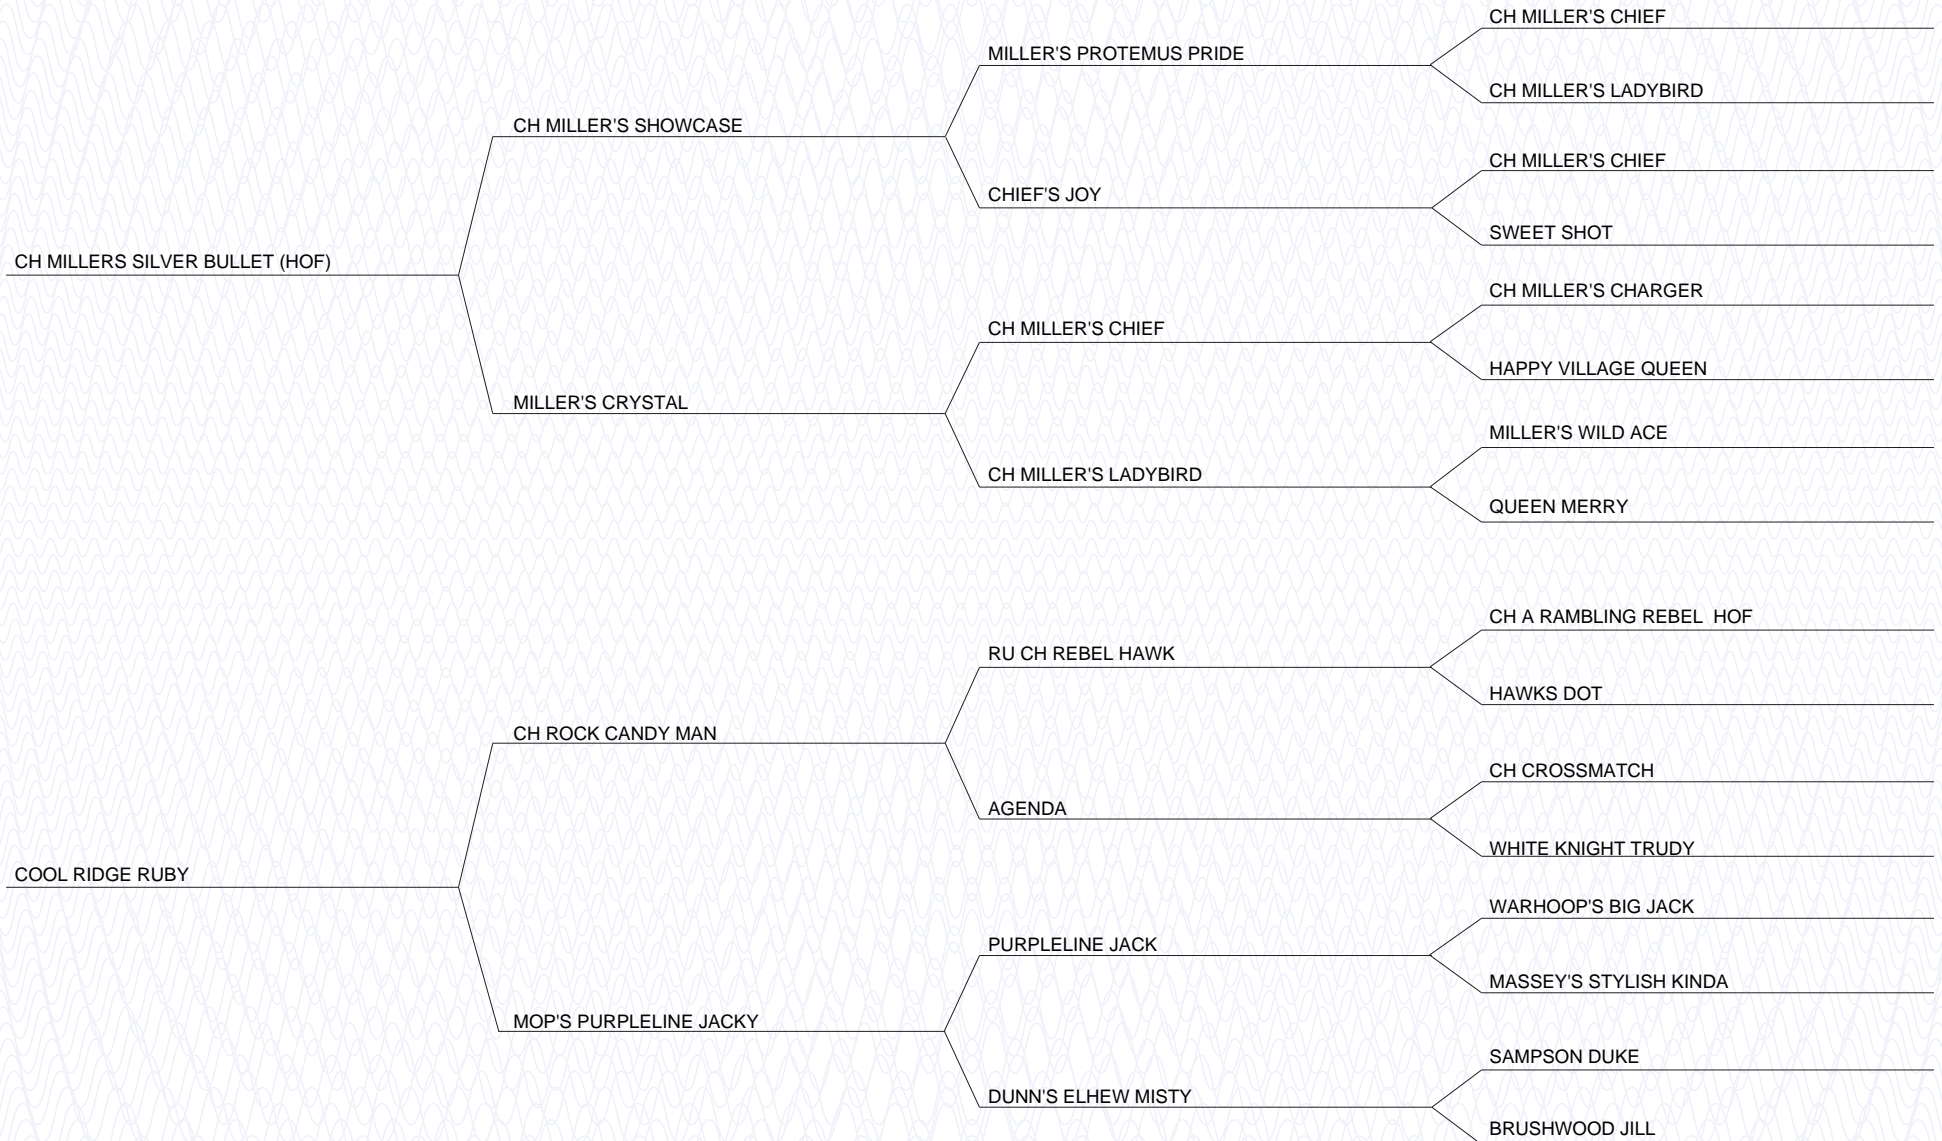 CH MILLER'S CHIEF
MILLER'S PROTEMUS PRIDE
CH MILLER'S LADYBIRD
CH MILLER'S SHOWCASE
CH MILLER'S CHIEF
CHIEF'S JOY
SWEET SHOT
CH MILLERS SILVER BULLET (HOF)
CH MILLER'S CHARGER
CH MILLER'S CHIEF
HAPPY VILLAGE QUEEN
MILLER'S CRYSTAL
MILLER'S WILD ACE
CH MILLER'S LADYBIRD
QUEEN MERRY
CH A RAMBLING REBEL  HOF
RU CH REBEL HAWK
HAWKS DOT
CH ROCK CANDY MAN
CH CROSSMATCH
AGENDA
WHITE KNIGHT TRUDY
COOL RIDGE RUBY
WARHOOP'S BIG JACK
PURPLELINE JACK
MASSEY'S STYLISH KINDA
MOP'S PURPLELINE JACKY
SAMPSON DUKE
DUNN'S ELHEW MISTY
BRUSHWOOD JILL